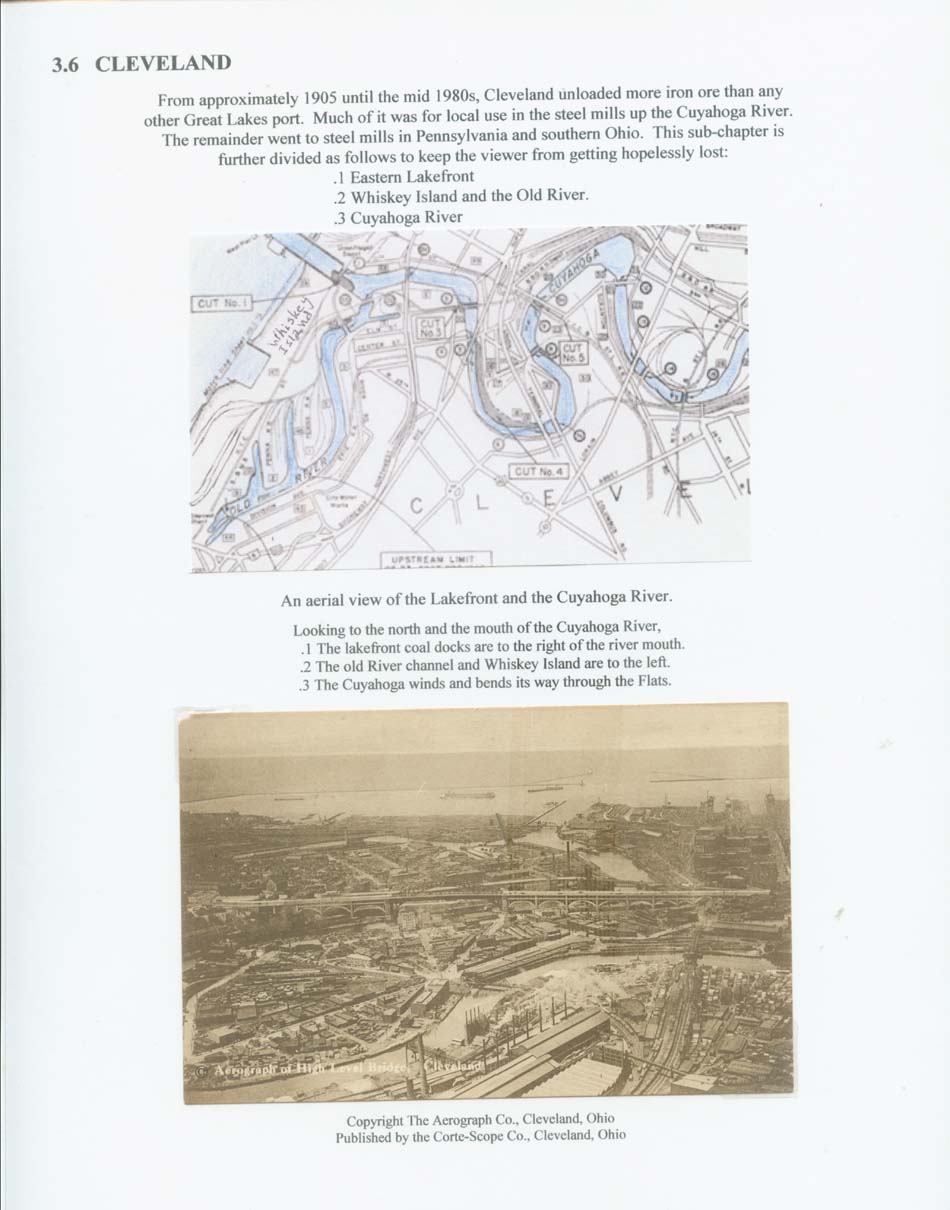 3.6 CLEVELAND
From approximately 1905 until the mid 1980s, Cleveland unloaded more iron ore than any
other Great Lakes port. Much of it was for local use in the steel mills up the Cuyahoga River.
The remainder went to steel mills in Pennsylvania and southern Ohio. This sub-chapter is
further divided as follows to keep the viewer from getting hopelessly lost:
.1 Eastern Lakefront
.2 Whiskey Island and the Old River.
.3 Cuyahoga River
BROADWAY
CUYAHOGA
CUT No. 1
Whiskey
Island
CUT
No 3
CENTER ST.
CUT
No. 5
CUT No. 4
OLD RIVER
DIVISION AVE
City Water
Works
C L E V E L
UPSTREAM LIMIT
An aerial view of the Lakefront and the Cuyahoga River.
Looking to the north and the mouth of the Cuyahoga River,
.1 The lakefront coal docks are to the right of the river mouth.
.2 The old River channel and Whiskey Island are to the left.
.3 The Cuyahoga winds and bends its way through the Flats.
© Aerograph of High Level Bridge, Cleveland
Copyright The Aerograph Co., Cleveland, Ohio
Published by the Corte-Scope Co., Cleveland, Ohio